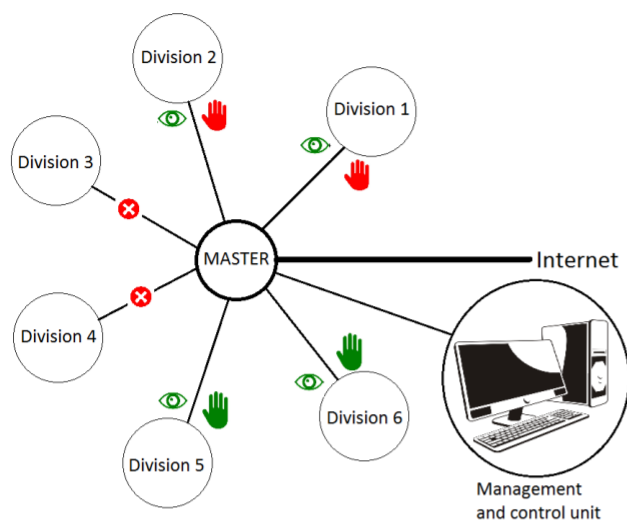 Division 2
Division 1
Division 3
MASTER
Internet
Division 4
Division 6
Division 5
Management
and control unit